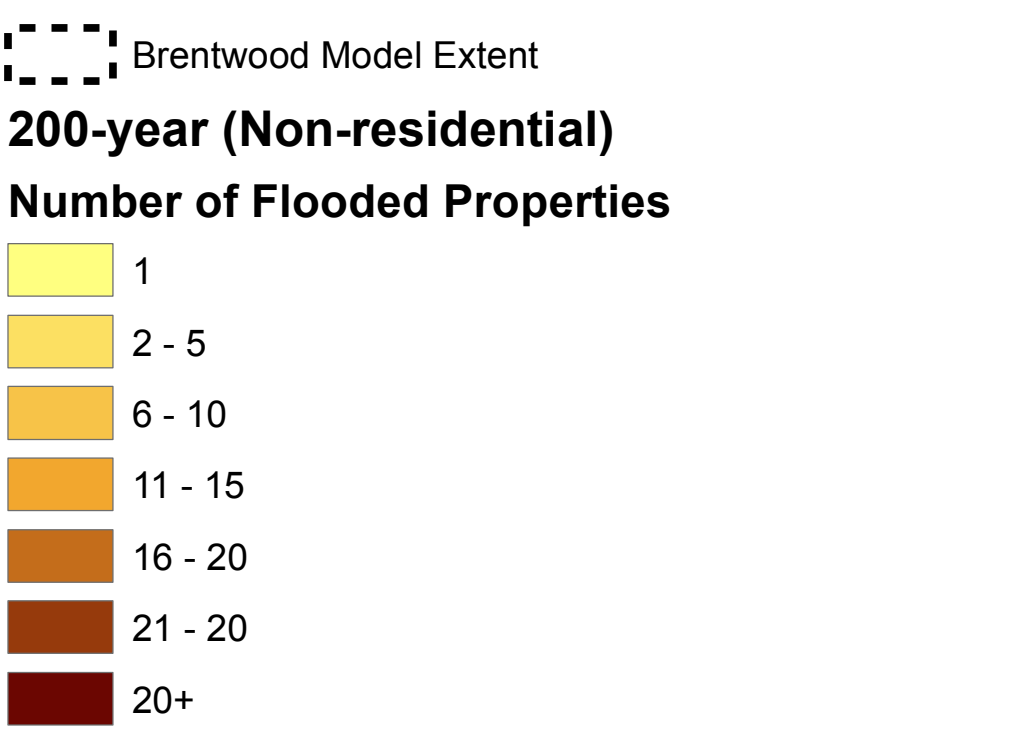 Brentwood Model Extent
200-year (Non-residential)
Number of Flooded Properties
1
2 - 5
6 - 10
11 - 15
16 - 20
21 - 20
20+